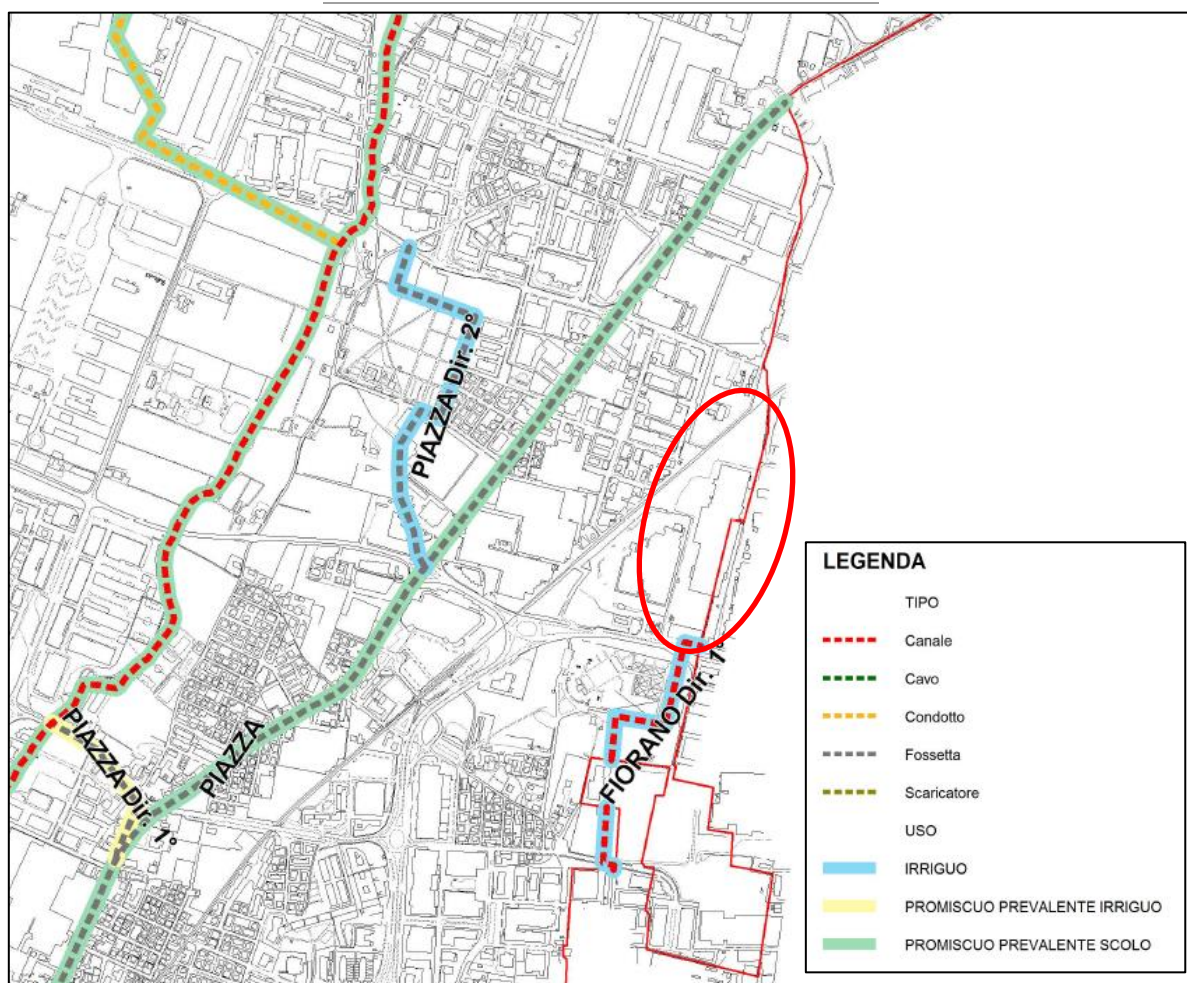 PIAZZA Dir. 2°
PIAZZA
PIAZZA Dir. 1°
FIORANO Dir. 1°
LEGENDA
TIPO
Canale
Cavo
Condotto
Fossetta
Scaricatore
USO
IRRIGUO
PROMISCUO PREVALENTE IRRIGUO
PROMISCUO PREVALENTE SCOLO